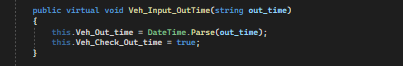 public virtual void Veh_Input_OutTime(string out_time)
{
this.Veh_Out_time = DateTime.Parse(out_time);
this.Veh_Check_Out_time = true;
}